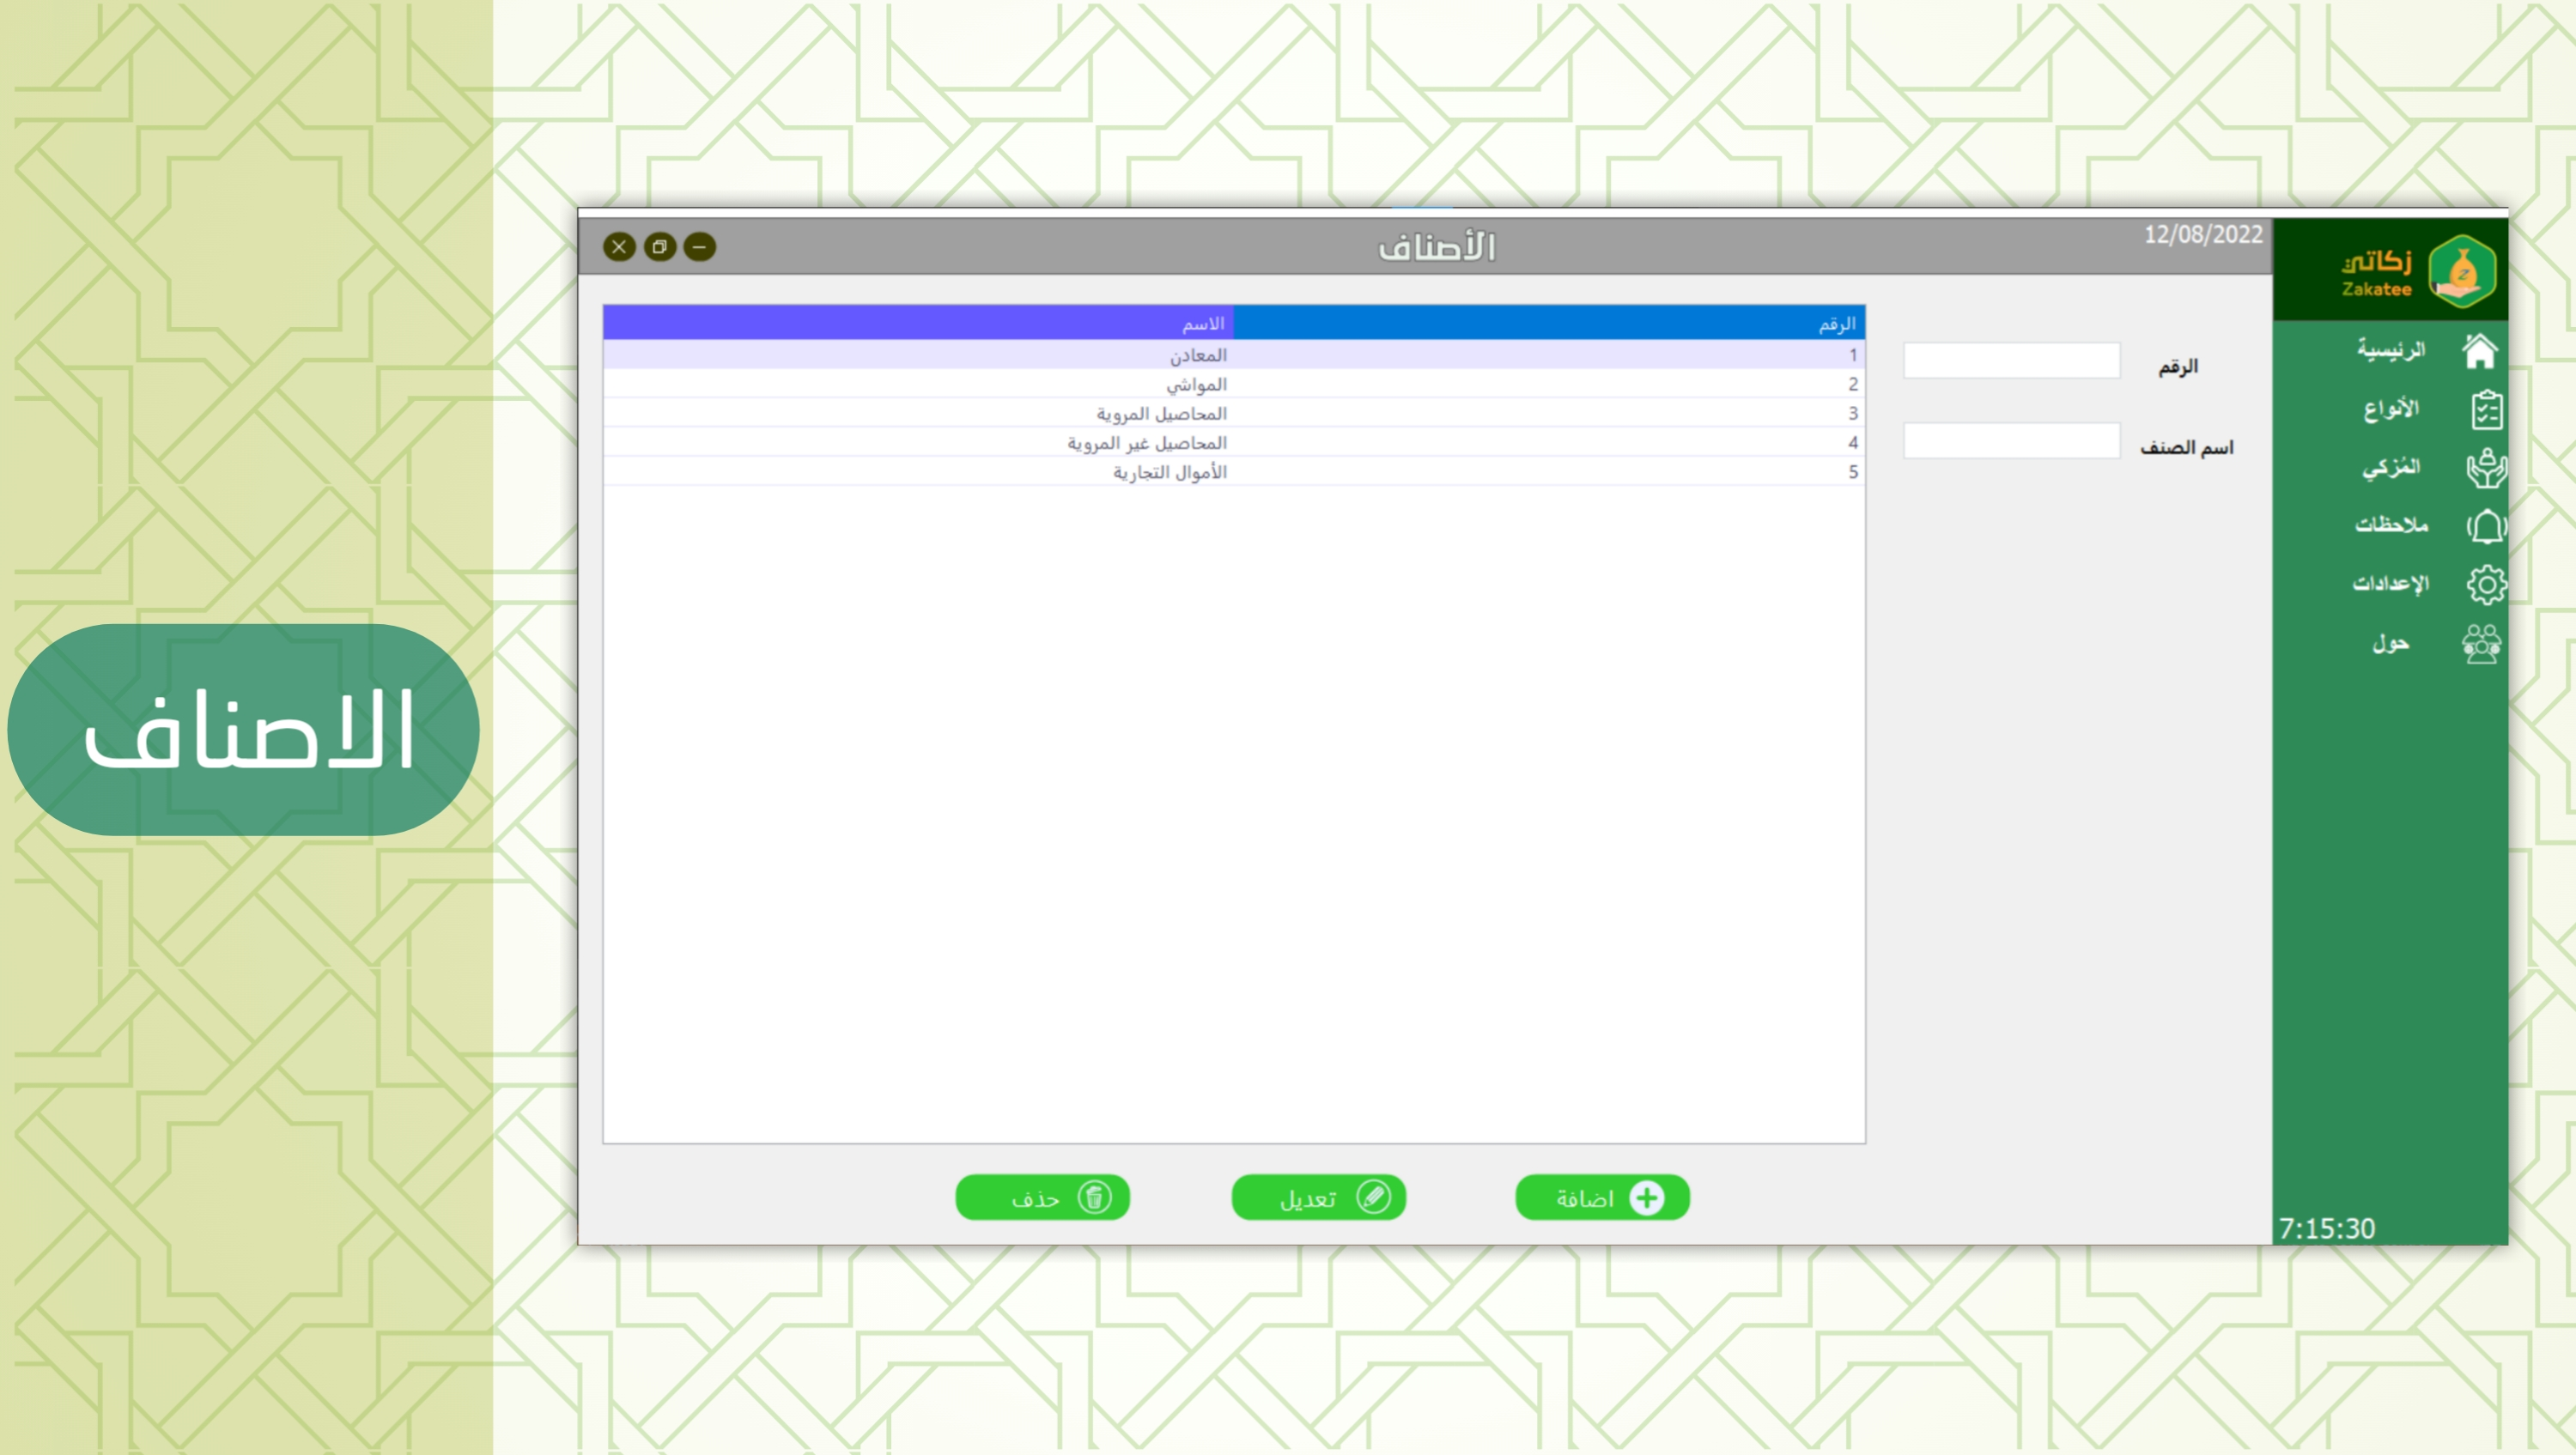 الاصناف
الأصناف
12/08/2022
زكاتي
Zakatee
الرئيسية
الأنواع
المُزكي
ملاحظات
الإعدادات
حول
7:15:30
الرقم
اسم الصنف
الرقم الاسم
1 المعادن
2 المواشي
3 المحاصيل المروية
4 المحاصيل غير المروية
5 الأموال التجارية
اضافة
تعديل
حذف